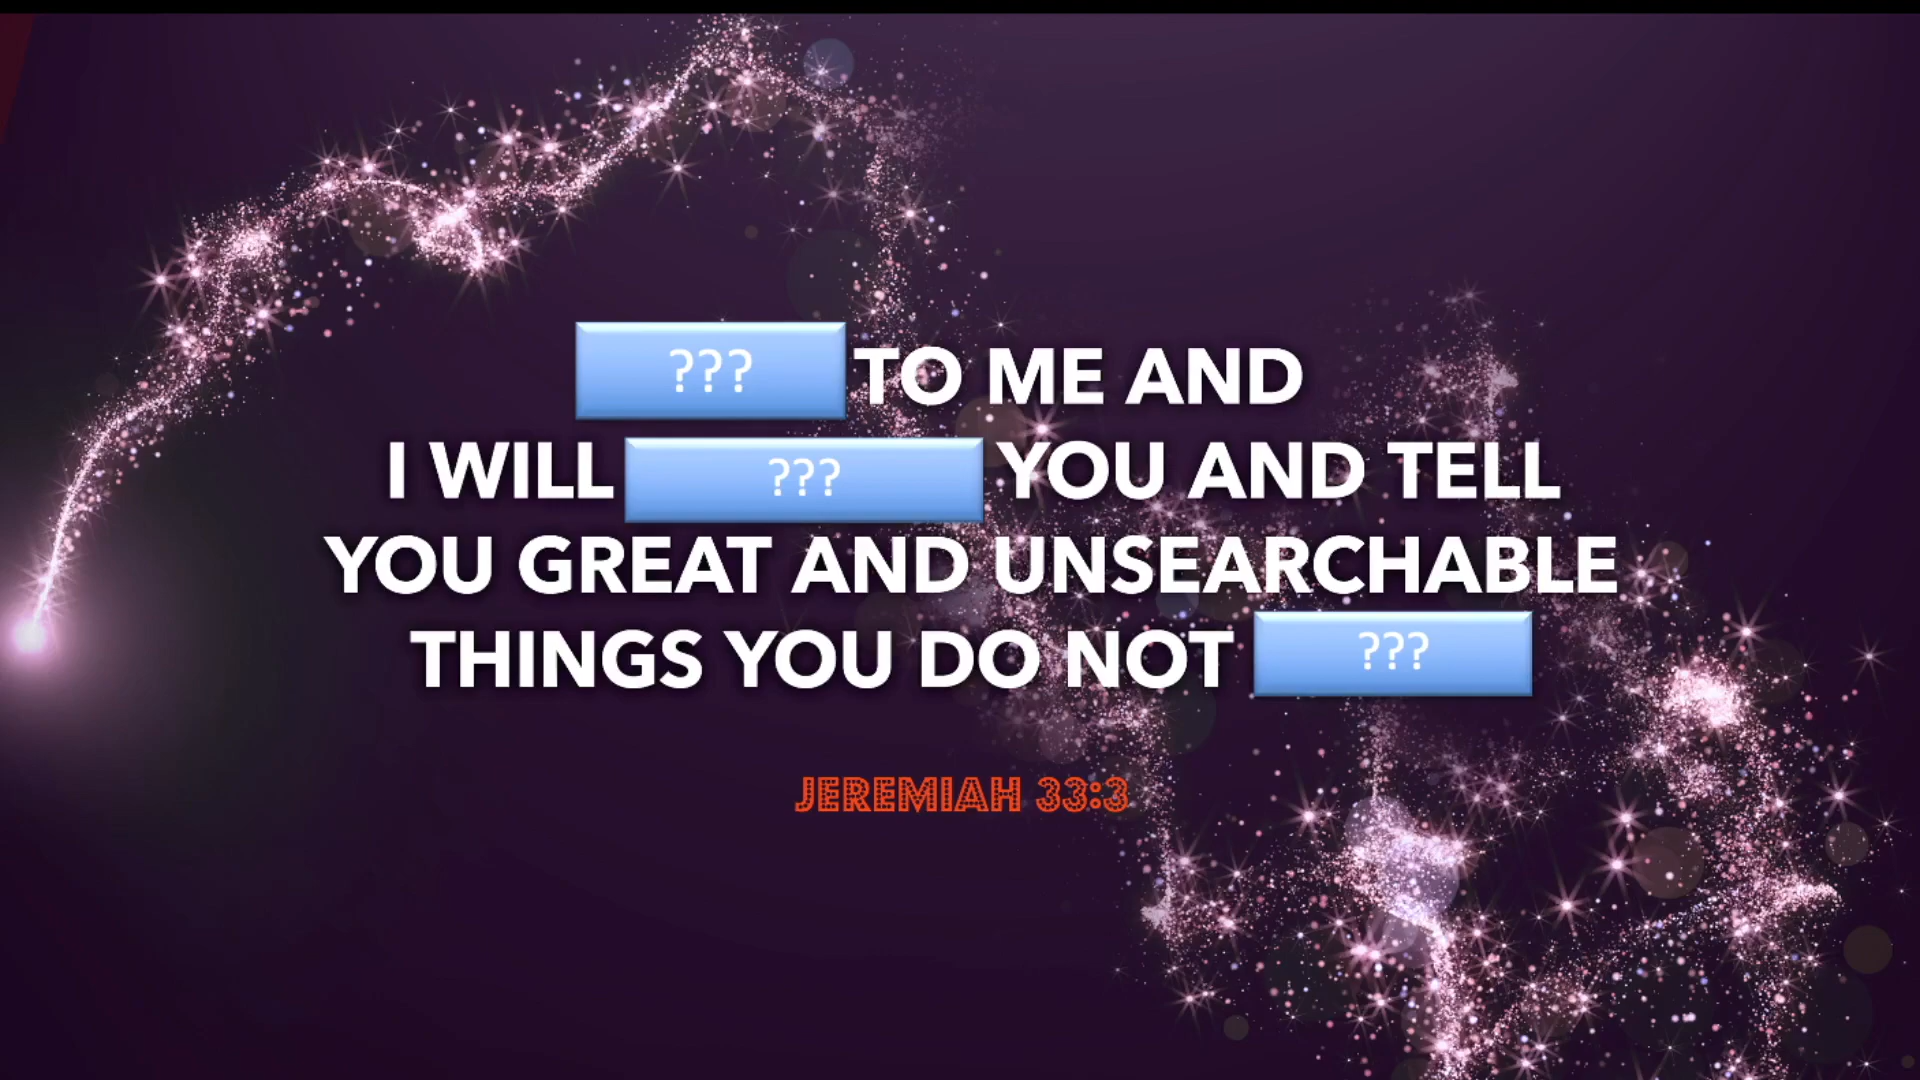 ??? TO ME AND
I WILL ??? YOU AND TELL
YOU GREAT AND UNSEARCHABLE
THINGS YOU DO NOT ???
JEREMIAH 33:3